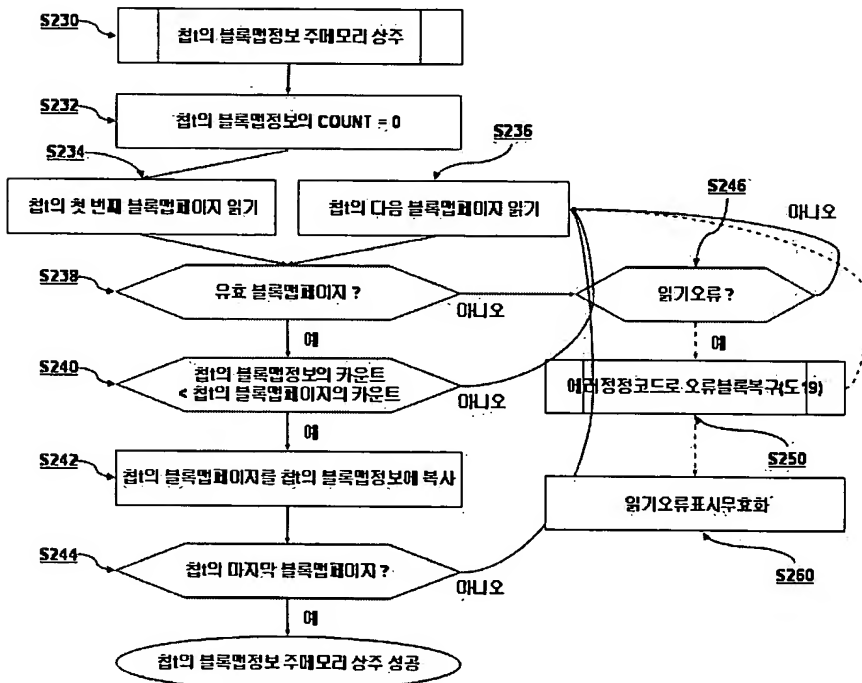 S230
칩t의 블록맵정보 주메모리 상주
S232
칩t의 블록맵정보의 COUNT = 0
S234
S236
칩t의 첫 번째 블록맵페이지 읽기
칩t의 다음 블록맵페이지 읽기
S246
아니오
S238
유효 블록맵페이지 ?
아니오
읽기오류 ?
예
예
S240
칩t의 블록맵정보의 카운트
< 칩t의 블록맵페이지의 카운트
아니오
에러정정코드로 오류블록복구(도19)
예
S242
칩t의 블록맵페이지를 칩t의 블록맵정보에 복사
S250
읽기오류표시무효화
S244
칩t의 마지막 블록맵페이지 ?
아니오
S260
예
칩t의 블록맵정보 주메모리 상주 성공